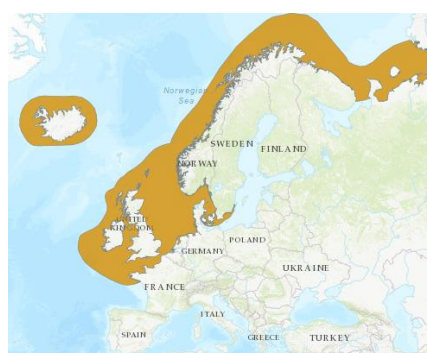 Norwegian
Sea
SWEDEN
FINLAND
NORWAY
UNITED
KINGDOM
POLAND
GERMANY
UKRAINE
FRANCE
ITALY
SPAIN
GREECE
TURKEY